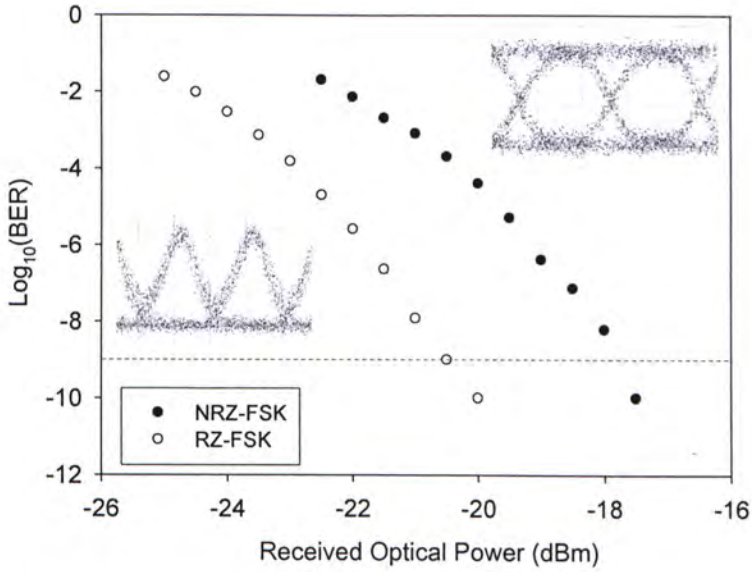 0
-2
-4
-6
-8
-10
-12
Log10(BER)
NRZ-FSK
RZ-FSK
-26 -24 -22 -20 -18 -16
Received Optical Power (dBm)